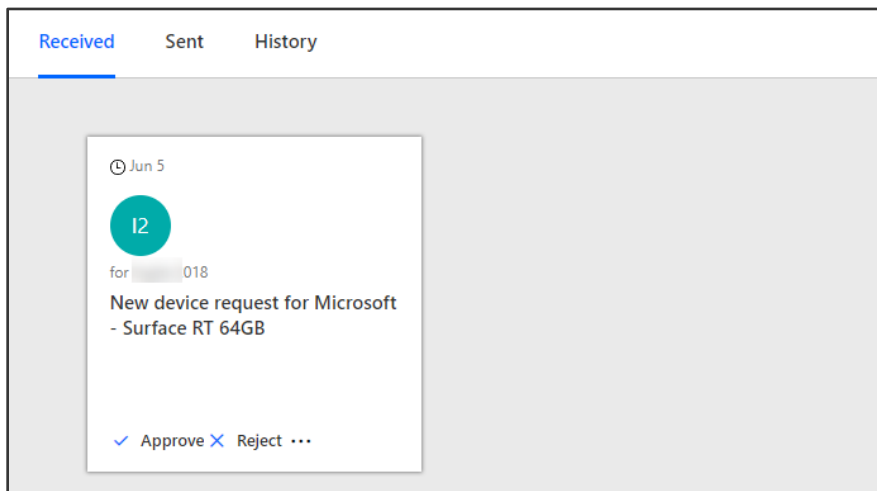 Received Sent History
Jun 5
I2
for 018
New device request for Microsoft
- Surface RT 64GB
Approve Reject ...